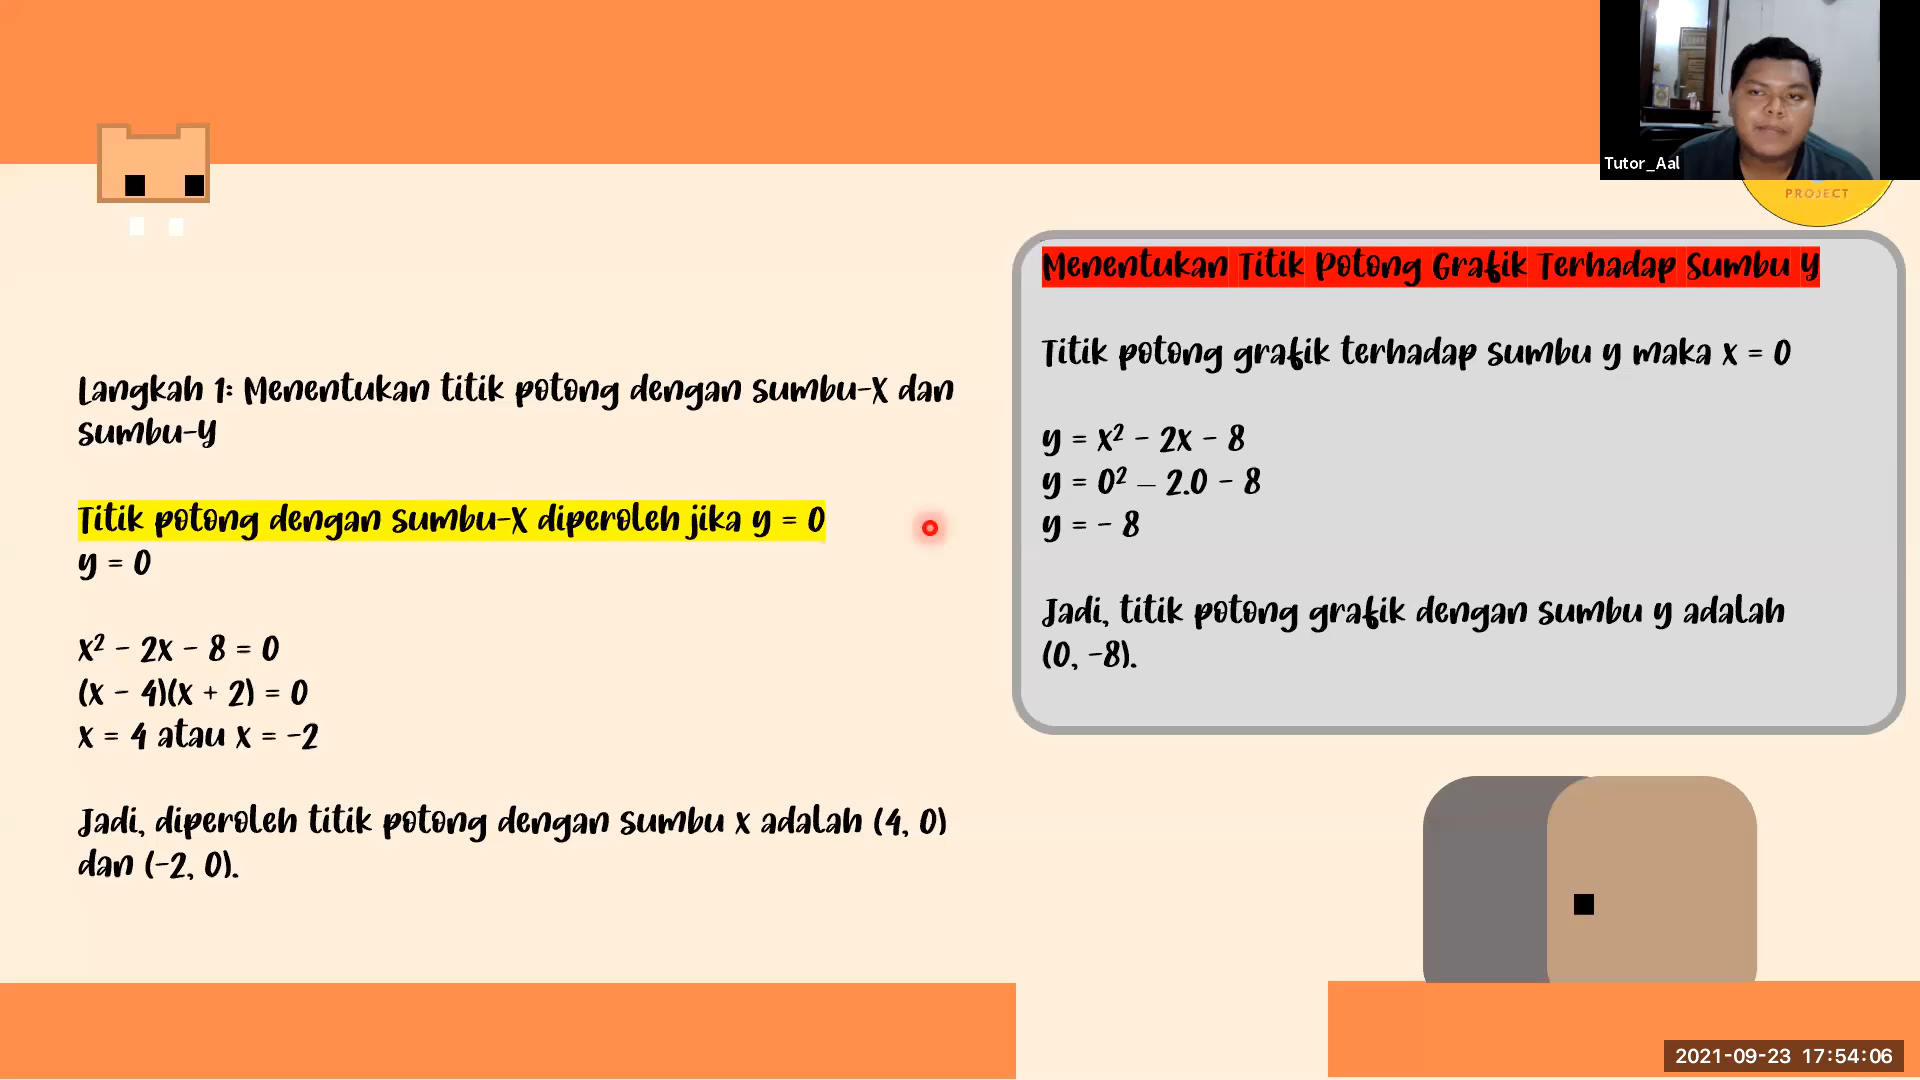 Tutor_Aal
PROJECT
Langkah 1: Menentukan titik potong dengan sumbu-X dan
sumbu-Y
Titik potong dengan sumbu-X diperoleh jika y = 0
y = 0
x² - 2x - 8 = 0
(x - 4)(x + 2) = 0
x = 4 atau x = -2
Jadi, diperoleh titik potong dengan sumbu x adalah (4, 0)
dan (-2, 0).
Menentukan Titik Potong Grafik Terhadap Sumbu Y
Titik potong grafik terhadap sumbu y maka x = 0
y = x² - 2x - 8
y = 0² – 2.0 - 8
y = - 8
Jadi, titik potong grafik dengan sumbu y adalah
(0, -8).
2021-09-23 17:54:06